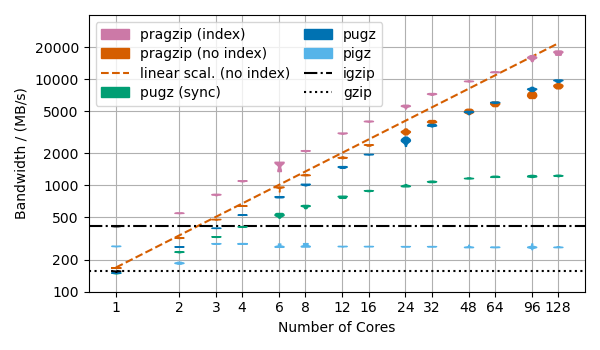 pragzip (index)
pragzip (no index)
linear scal. (no index)
pugz (sync)
pugz
pigz
igzip
gzip
Bandwidth / (MB/s)
20000
10000
5000
2000
1000
500
200
100
1 2 3 4 6 8 12 16 24 32 48 64 96 128
Number of Cores